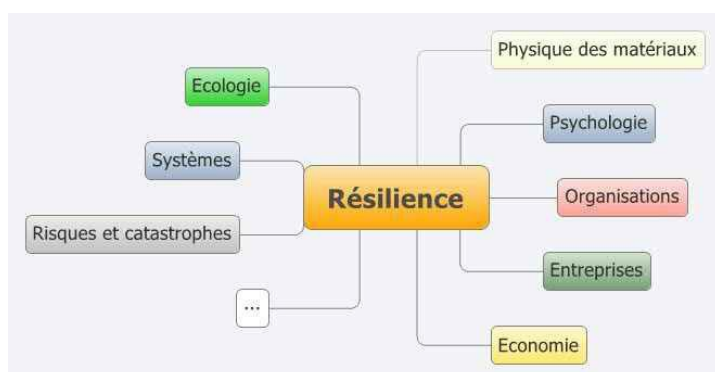 Physique des matériaux
Ecologie
Psychologie
Systèmes
Résilience
Organisations
Risques et catastrophes
Entreprises
...
Economie